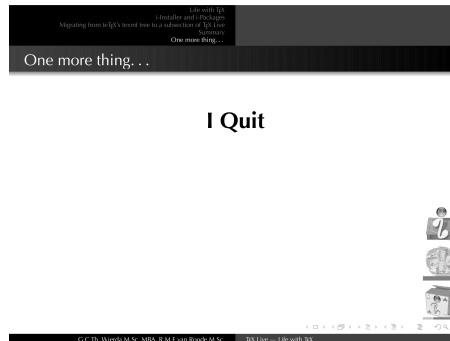 Life with TeX
i-Installer and i-Packages
Migrating from teTeX's texmf tree to a subsection of TeX Live
Summary
One more thing. . .
One more thing. . .
I Quit
G.C.Th. Wierda M.Sc. MBA, R.M.F. van Roode M.Sc. TeX Live — Life with TeX